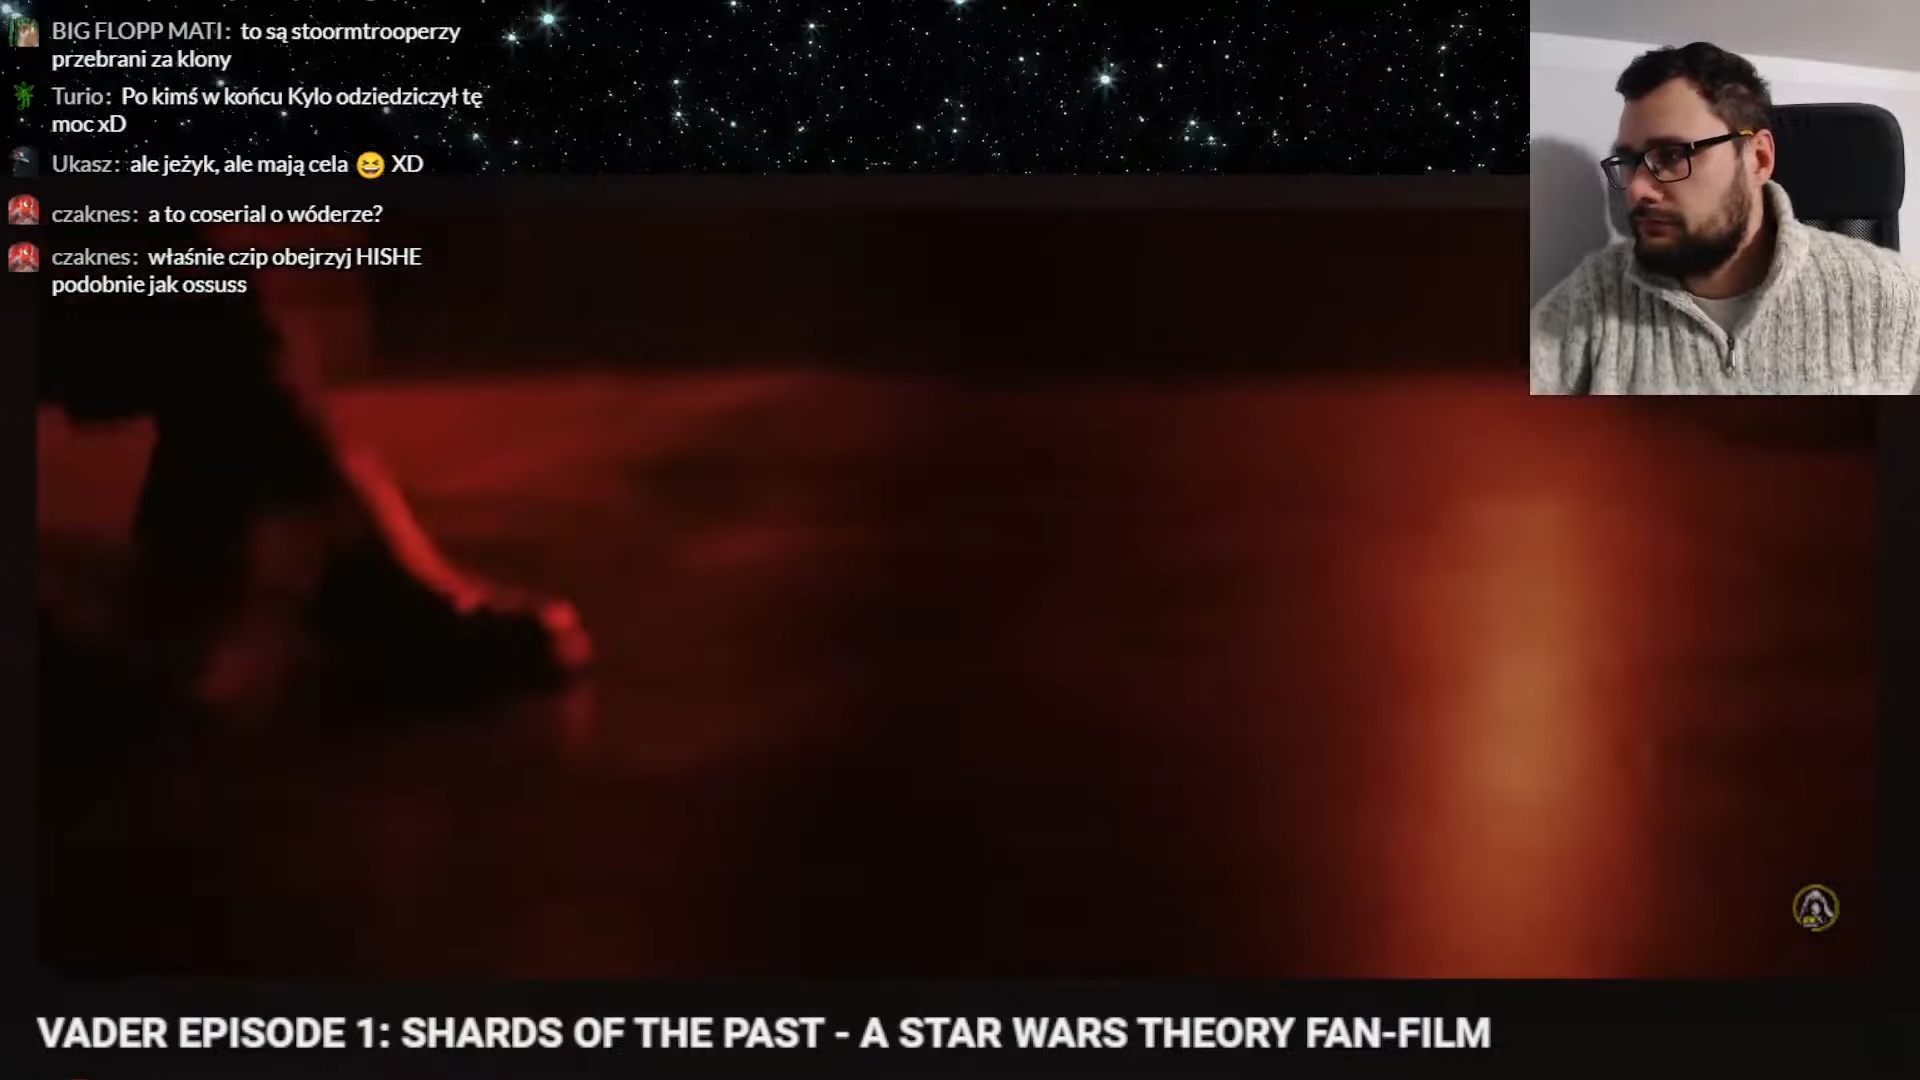 BIG FLOPP MATI: to są stoormtrooperzy
przebrani za klony
Turio: Po kimś w końcu Kylo odziedziczył tę
moc xD
Ukasz: ale jeżyk, ale mają cela 😆 XD
czaknes: a to coserial o wóderze?
czaknes: właśnie czip obejrzyj HISHE
podobnie jak ossuss
VADER EPISODE 1: SHARDS OF THE PAST - A STAR WARS THEORY FAN-FILM